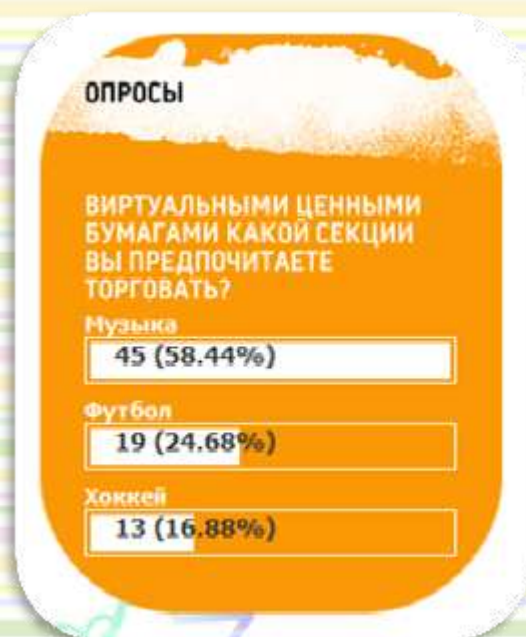 ОПРОСЫ
ВИРТУАЛЬНЫМИ ЦЕННЫМИ
БУМАГАМИ КАКОЙ СЕКЦИИ
ВЫ ПРЕДПОЧИТАЕТЕ
ТОРГОВАТЬ?
Музыка
45 (58.44%)
Футбол
19 (24.68%)
Хоккей
13 (16.88%)